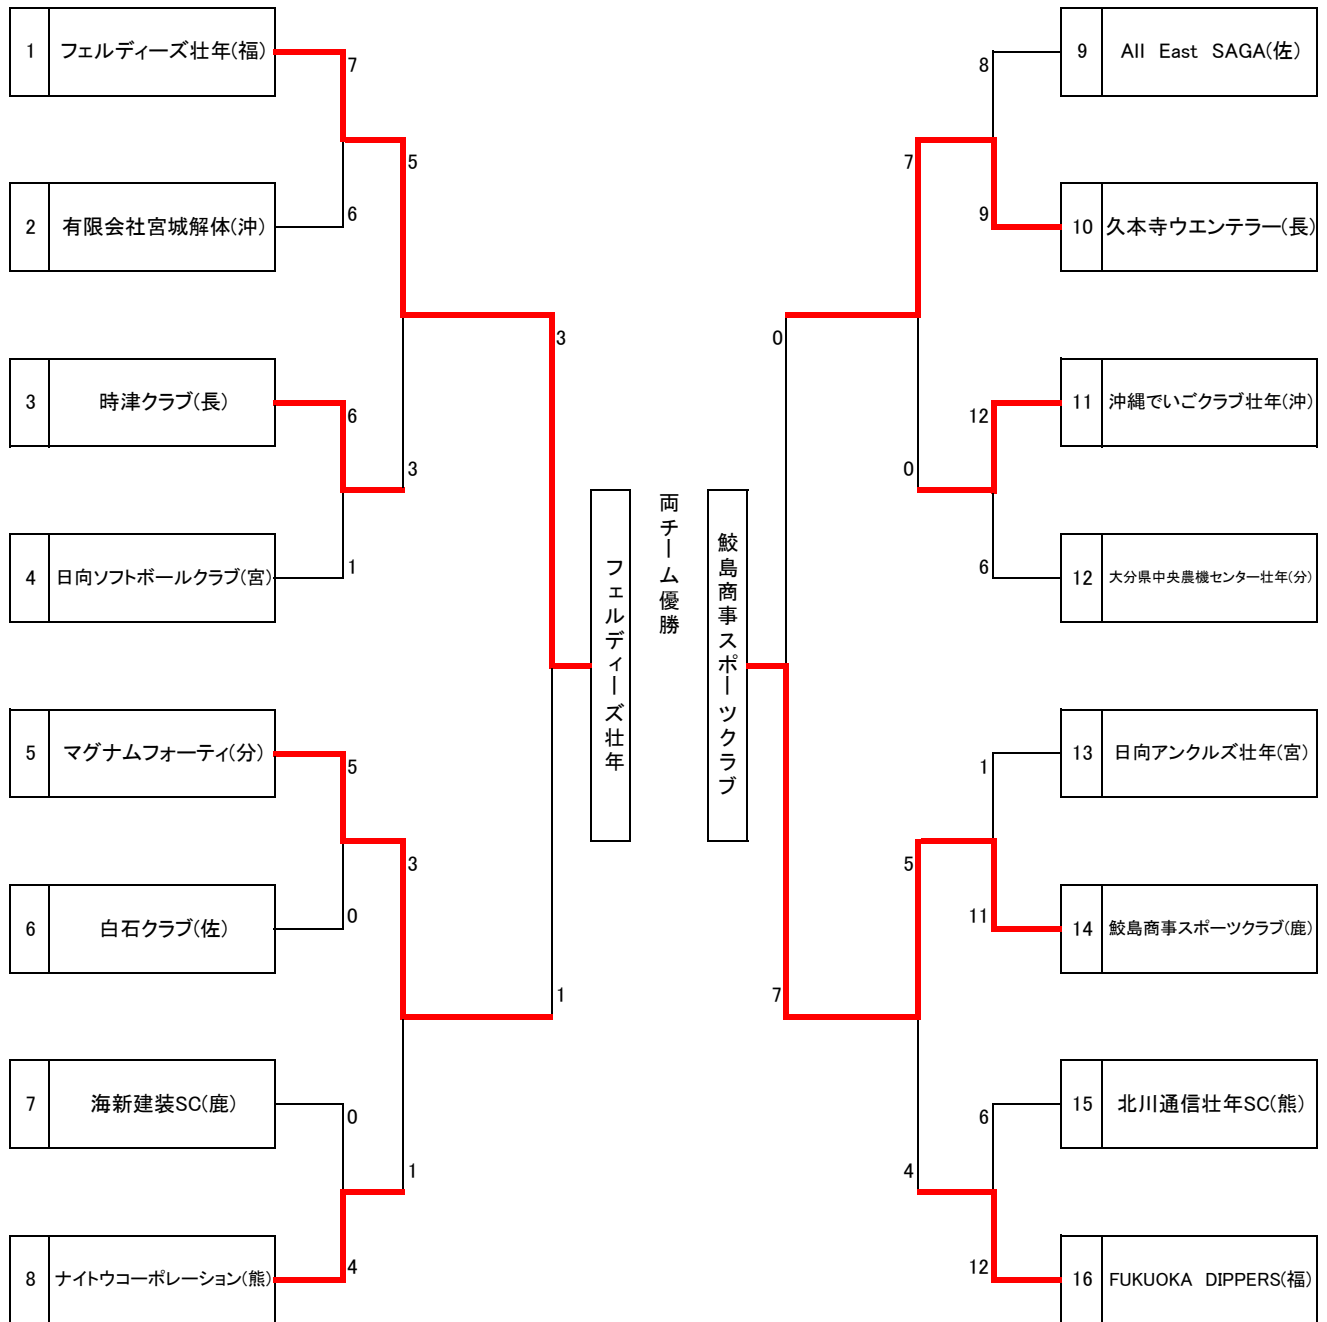 1 フェルディーズ壮年(福)
7
5
2 有限会社宮城解体(沖)
6
3
3 時津クラブ(長)
6
3
4 日向ソフトボールクラブ(宮)
1
5 マグナムフォーティ(分)
5
3
6 白石クラブ(佐)
0
1
7 海新建装SC(鹿)
0
1
8 ナイトウコーポレーション(熊)
4
フェルディーズ壮年
両チーム優勝
鮫島商事スポーツクラブ
8
9 All East SAGA(佐)
7
9
10 久本寺ウエンテラー(長)
0
12
11 沖縄でいごクラブ壮年(沖)
0
6
12 大分県中央農機センター壮年(分)
1
13 日向アンクルズ壮年(宮)
5
11
14 鮫島商事スポーツクラブ(鹿)
7
6
15 北川通信壮年SC(熊)
4
12
16 FUKUOKA DIPPERS(福)